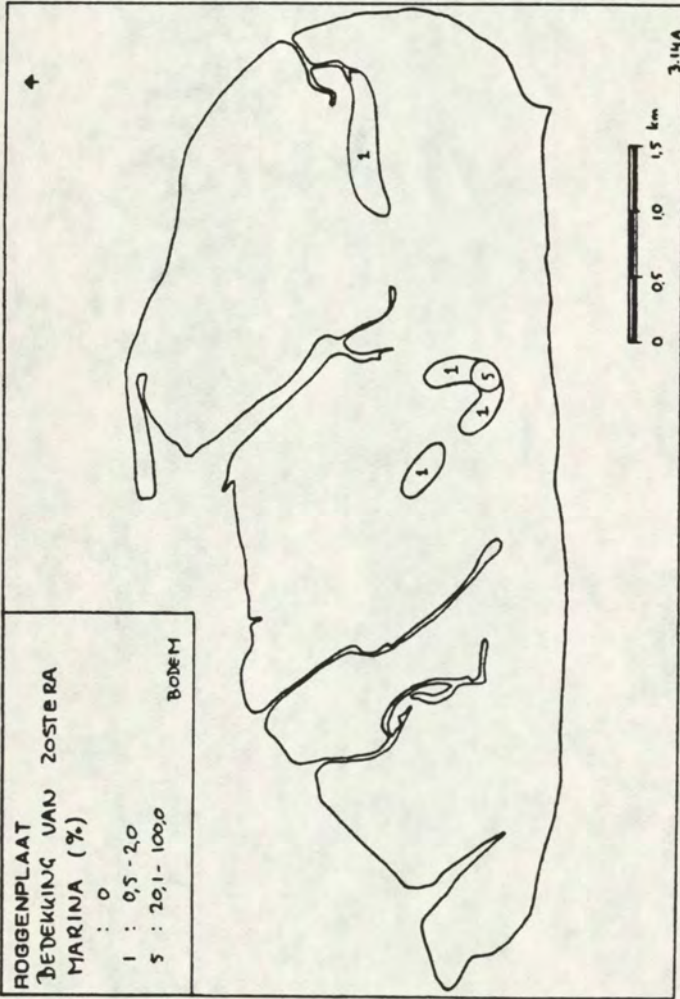 ROGGENPLAAT
BEDEKKING VAN ZOSTERA
MARINA (%)
: 0
1 : 0,5 - 2,0
5 : 20,1 - 100,0
BODEM
1
1
5
1
1
0 0,5 1,0 1,5 km
3.14A